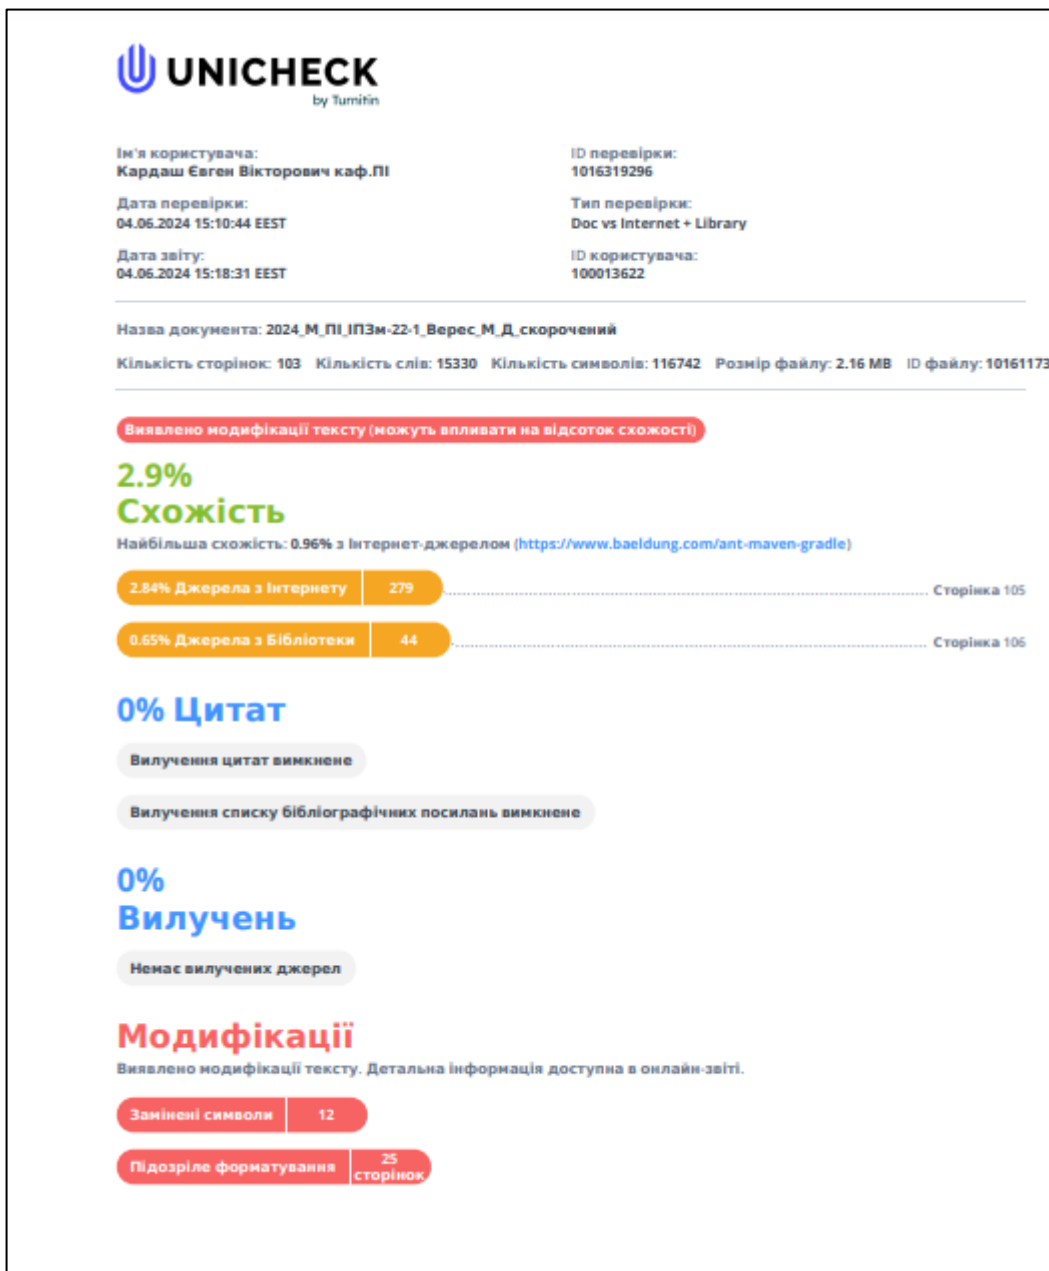 UNICHECK
by Turnitin
Ім'я користувача:
Кардаш Євген Вікторович каф.ПІ
ID перевірки:
1016319296
Дата перевірки:
04.06.2024 15:10:44 EEST
Тип перевірки:
Doc vs Internet + Library
Дата звіту:
04.06.2024 15:18:31 EEST
ID користувача:
100013622
Назва документа: 2024_М_ПІ_ІПЗм-22-1_Верес_М_Д_скорочений
Кількість сторінок: 103 Кількість слів: 15330 Кількість символів: 116742 Розмір файлу: 2.16 MB ID файлу: 10161173
Виявлено модифікації тексту (можуть впливати на відсоток схожості)
2.9%
Схожість
Найбільша схожість: 0.96% з Інтернет-джерелом (https://www.baeldung.com/ant-maven-gradle)
2.84% Джерела з Інтернету 279 Сторінка 105
0.65% Джерела з Бібліотеки 44 Сторінка 106
0% Цитат
Вилучення цитат вимкнене
Вилучення списку бібліографічних посилань вимкнене
0%
Вилучень
Немає вилучених джерел
Модифікації
Виявлено модифікації тексту. Детальна інформація доступна в онлайн-звіті.
Замінені символи 12
Підозріле форматування 25 сторінок